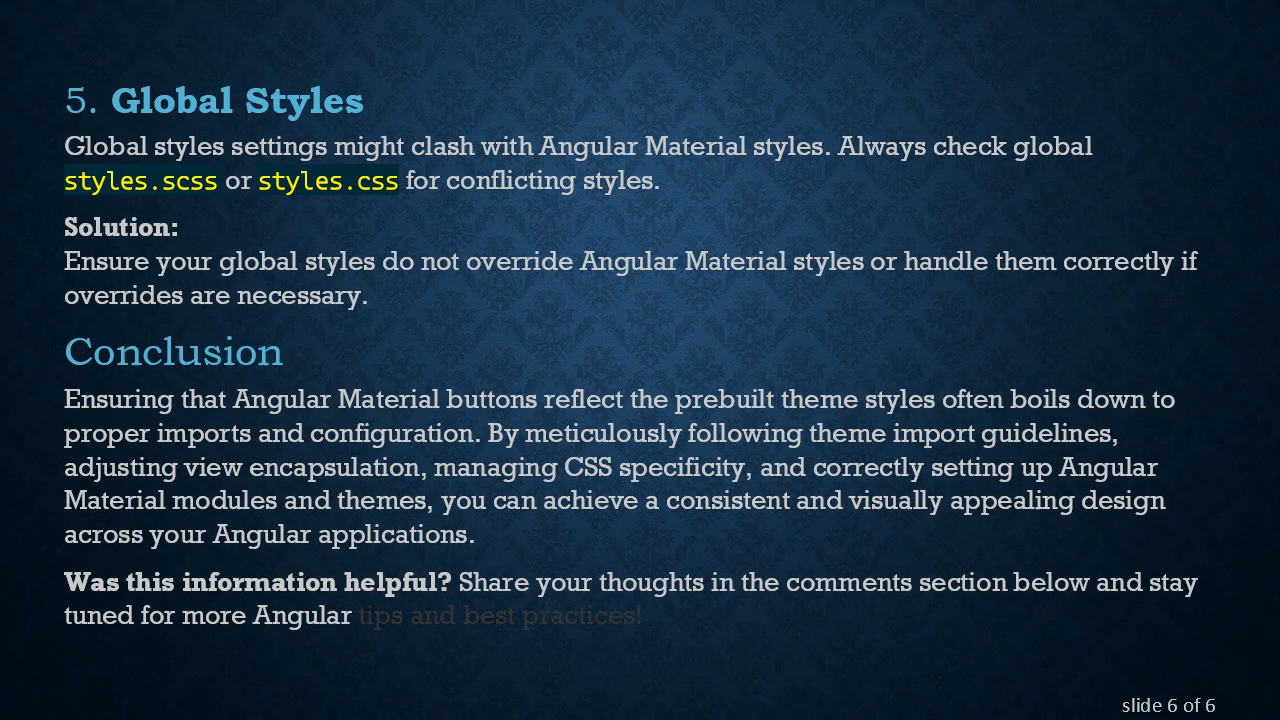 5. Global Styles
Global styles settings might clash with Angular Material styles. Always check global
styles.scss or styles.css for conflicting styles.
Solution:
Ensure your global styles do not override Angular Material styles or handle them correctly if
overrides are necessary.
Conclusion
Ensuring that Angular Material buttons reflect the prebuilt theme styles often boils down to
proper imports and configuration. By meticulously following theme import guidelines,
adjusting view encapsulation, managing CSS specificity, and correctly setting up Angular
Material modules and themes, you can achieve a consistent and visually appealing design
across your Angular applications.
Was this information helpful? Share your thoughts in the comments section below and stay
tuned for more Angular tips and best practices!
slide 6 of 6